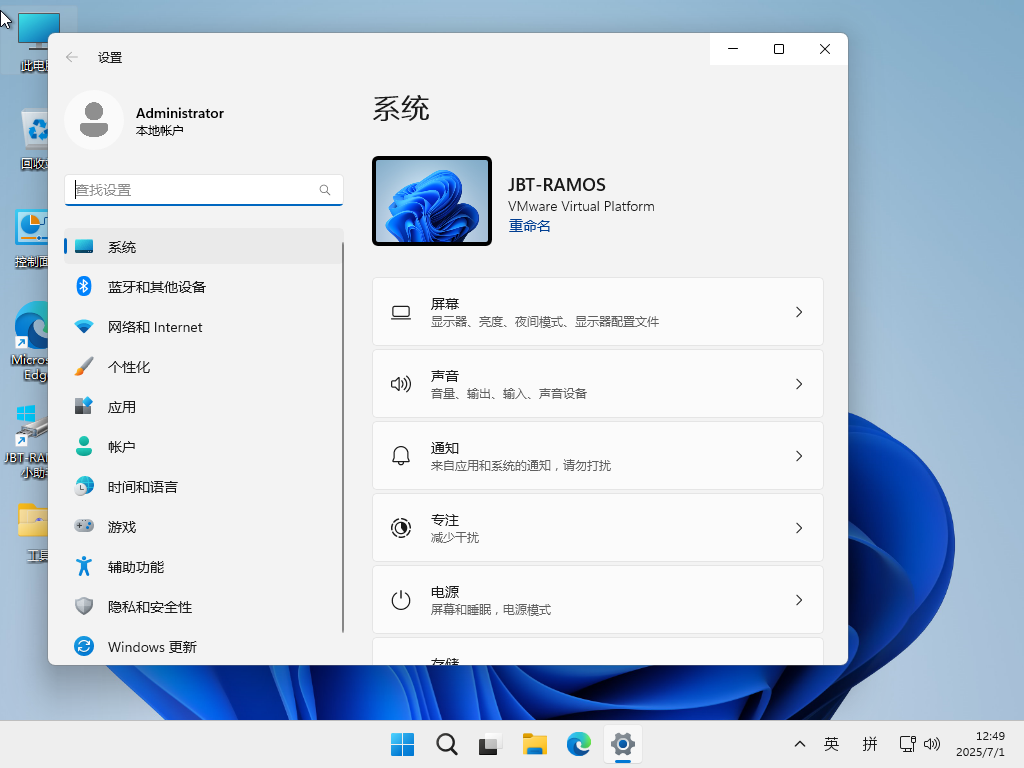 设置
Administrator
本地帐户
查找设置
系统
蓝牙和其他设备
网络和 Internet
个性化
应用
帐户
时间和语言
游戏
辅助功能
隐私和安全性
Windows 更新
系统
JBT-RAMOS
VMware Virtual Platform
重命名
屏幕
显示器、亮度、夜间模式、显示器配置文件
声音
音量、输出、输入、声音设备
通知
来自应用和系统的通知，请勿打扰
专注
减少干扰
电源
屏幕和睡眠，电源模式
存储
此电
回收
控制面
Micros
Edg
JBT-RA
小助
工具
英
拼
12:49
2025/7/1